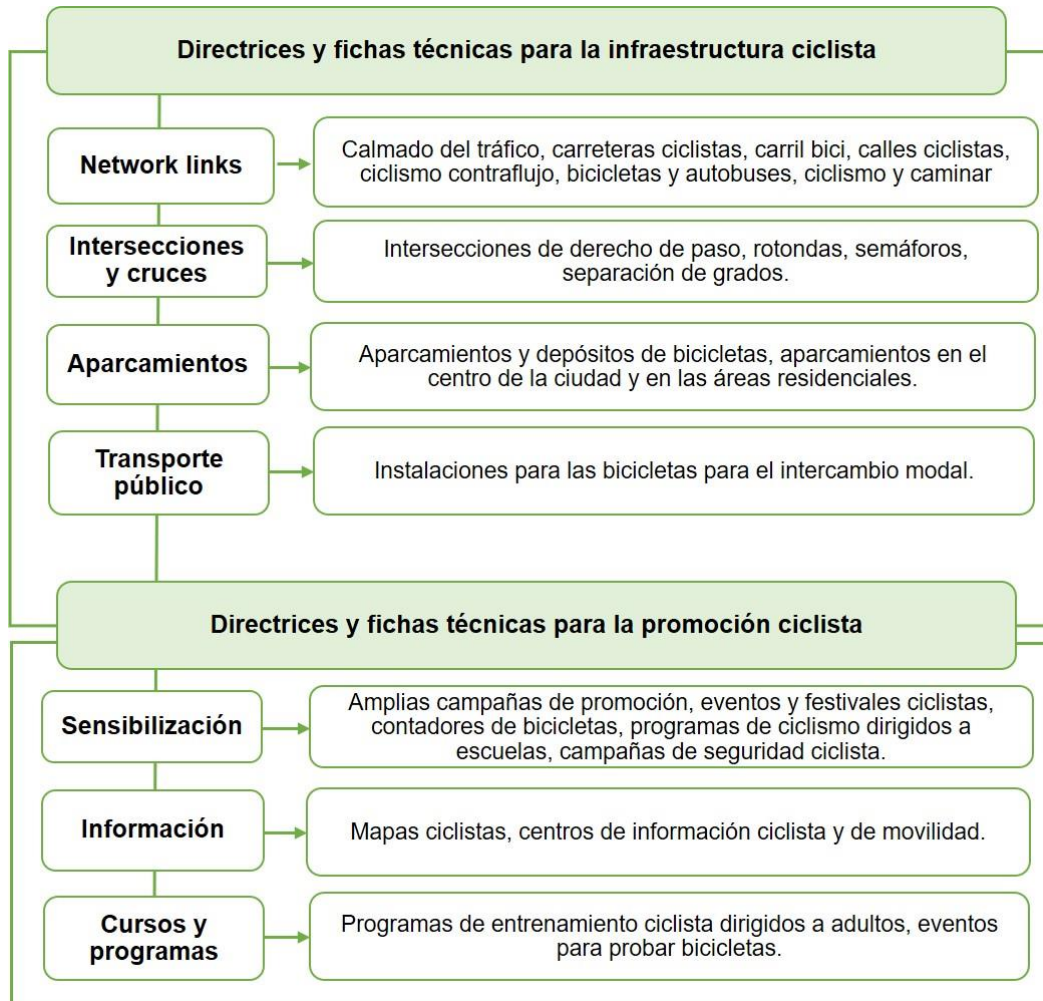 Directrices y fichas técnicas para la infraestructura ciclista
Network links
Calmado del tráfico, carreteras ciclistas, carril bici, calles ciclistas,
ciclismo contraflujo, bicicletas y autobuses, ciclismo y caminar
Intersecciones
y cruces
Intersecciones de derecho de paso, rotondas, semáforos,
separación de grados.
Aparcamientos
Aparcamientos y depósitos de bicicletas, aparcamientos en el
centro de la ciudad y en las áreas residenciales.
Transporte
público
Instalaciones para las bicicletas para el intercambio modal.
Directrices y fichas técnicas para la promoción ciclista
Sensibilización
Amplias campañas de promoción, eventos y festivales ciclistas,
contadores de bicicletas, programas de ciclismo dirigidos a
escuelas, campañas de seguridad ciclista.
Información
Mapas ciclistas, centros de información ciclista y de movilidad.
Cursos y
programas
Programas de entrenamiento ciclista dirigidos a adultos, eventos
para probar bicicletas.